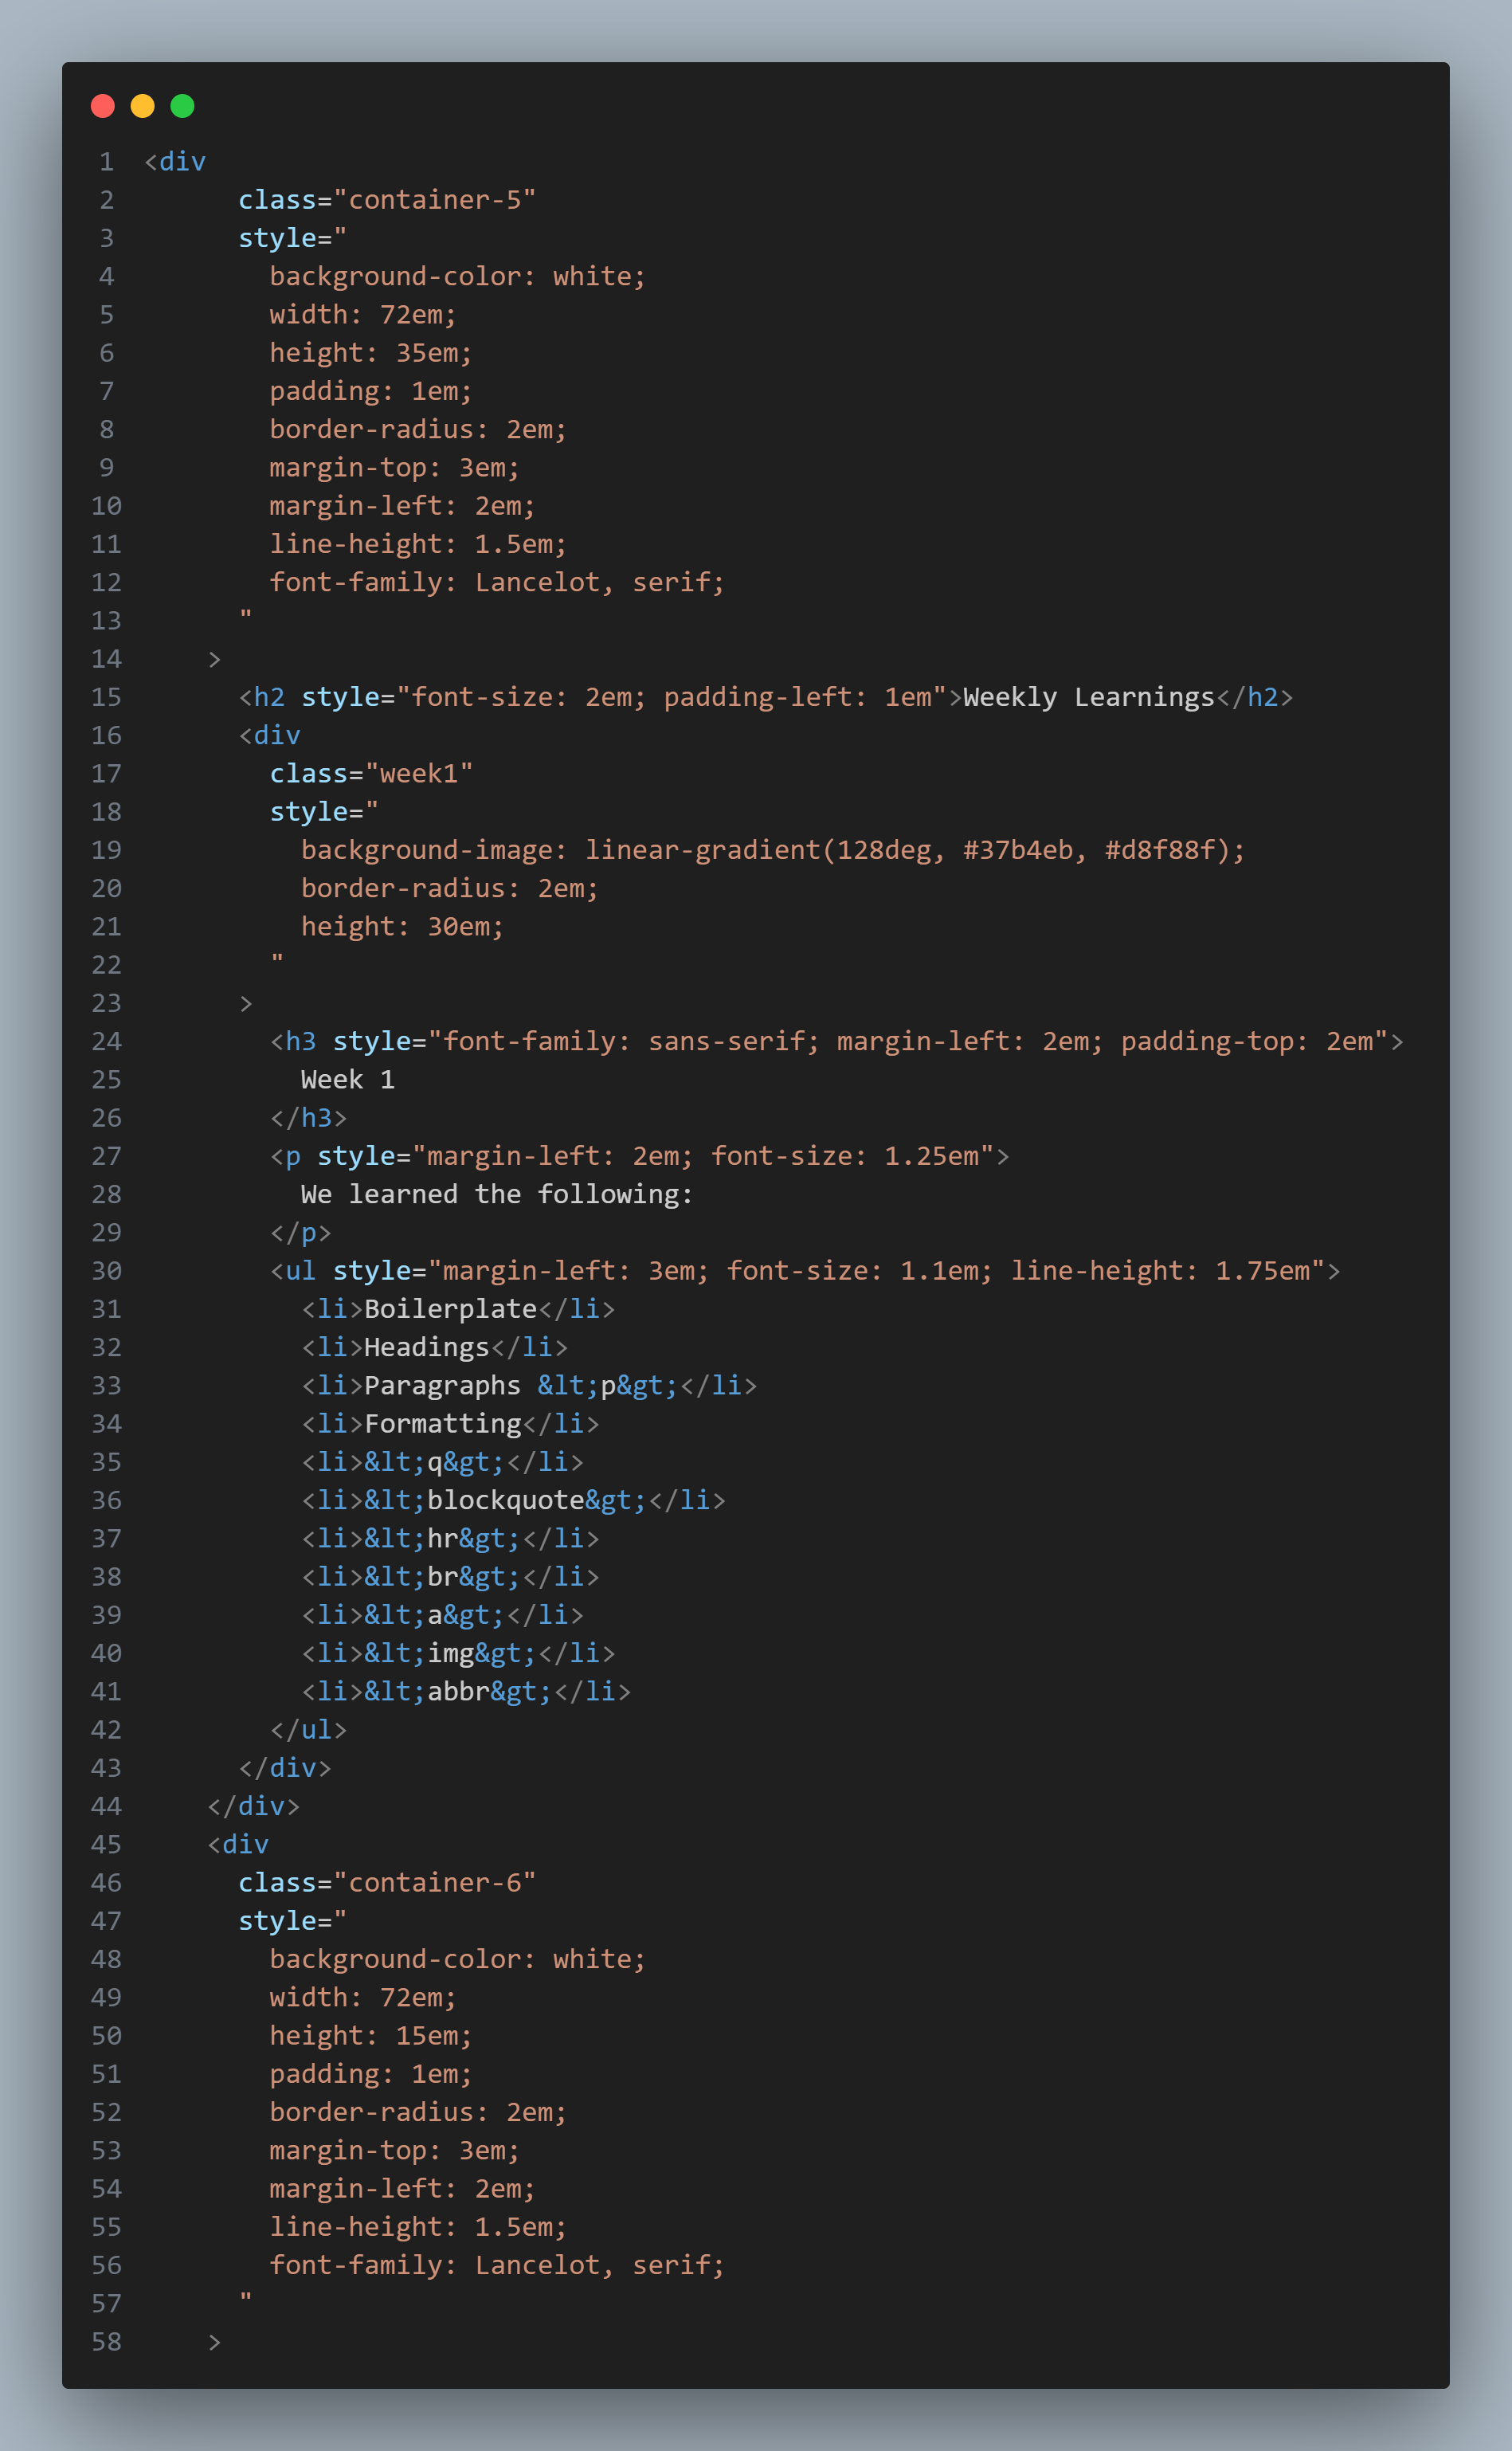 1 <div
2       class="container-5"
3       style="
4         background-color: white;
5         width: 72em;
6         height: 35em;
7         padding: 1em;
8         border-radius: 2em;
9         margin-top: 3em;
10         margin-left: 2em;
11         line-height: 1.5em;
12         font-family: Lancelot, serif;
13       "
14     >
15       <h2 style="font-size: 2em; padding-left: 1em">Weekly Learnings</h2>
16       <div
17         class="week1"
18         style="
19           background-image: linear-gradient(128deg, #37b4eb, #d8f88f);
20           border-radius: 2em;
21           height: 30em;
22         "
23       >
24         <h3 style="font-family: sans-serif; margin-left: 2em; padding-top: 2em">
25           Week 1
26         </h3>
27         <p style="margin-left: 2em; font-size: 1.25em">
28           We learned the following:
29         </p>
30         <ul style="margin-left: 3em; font-size: 1.1em; line-height: 1.75em">
31           <li>Boilerplate</li>
32           <li>Headings</li>
33           <li>Paragraphs &lt;p&gt;</li>
34           <li>Formatting</li>
35           <li>&lt;q&gt;</li>
36           <li>&lt;blockquote&gt;</li>
37           <li>&lt;hr&gt;</li>
38           <li>&lt;br&gt;</li>
39           <li>&lt;a&gt;</li>
40           <li>&lt;img&gt;</li>
41           <li>&lt;abbr&gt;</li>
42         </ul>
43       </div>
44     </div>
45     <div
46       class="container-6"
47       style="
48         background-color: white;
49         width: 72em;
50         height: 15em;
51         padding: 1em;
52         border-radius: 2em;
53         margin-top: 3em;
54         margin-left: 2em;
55         line-height: 1.5em;
56         font-family: Lancelot, serif;
57       "
58     >